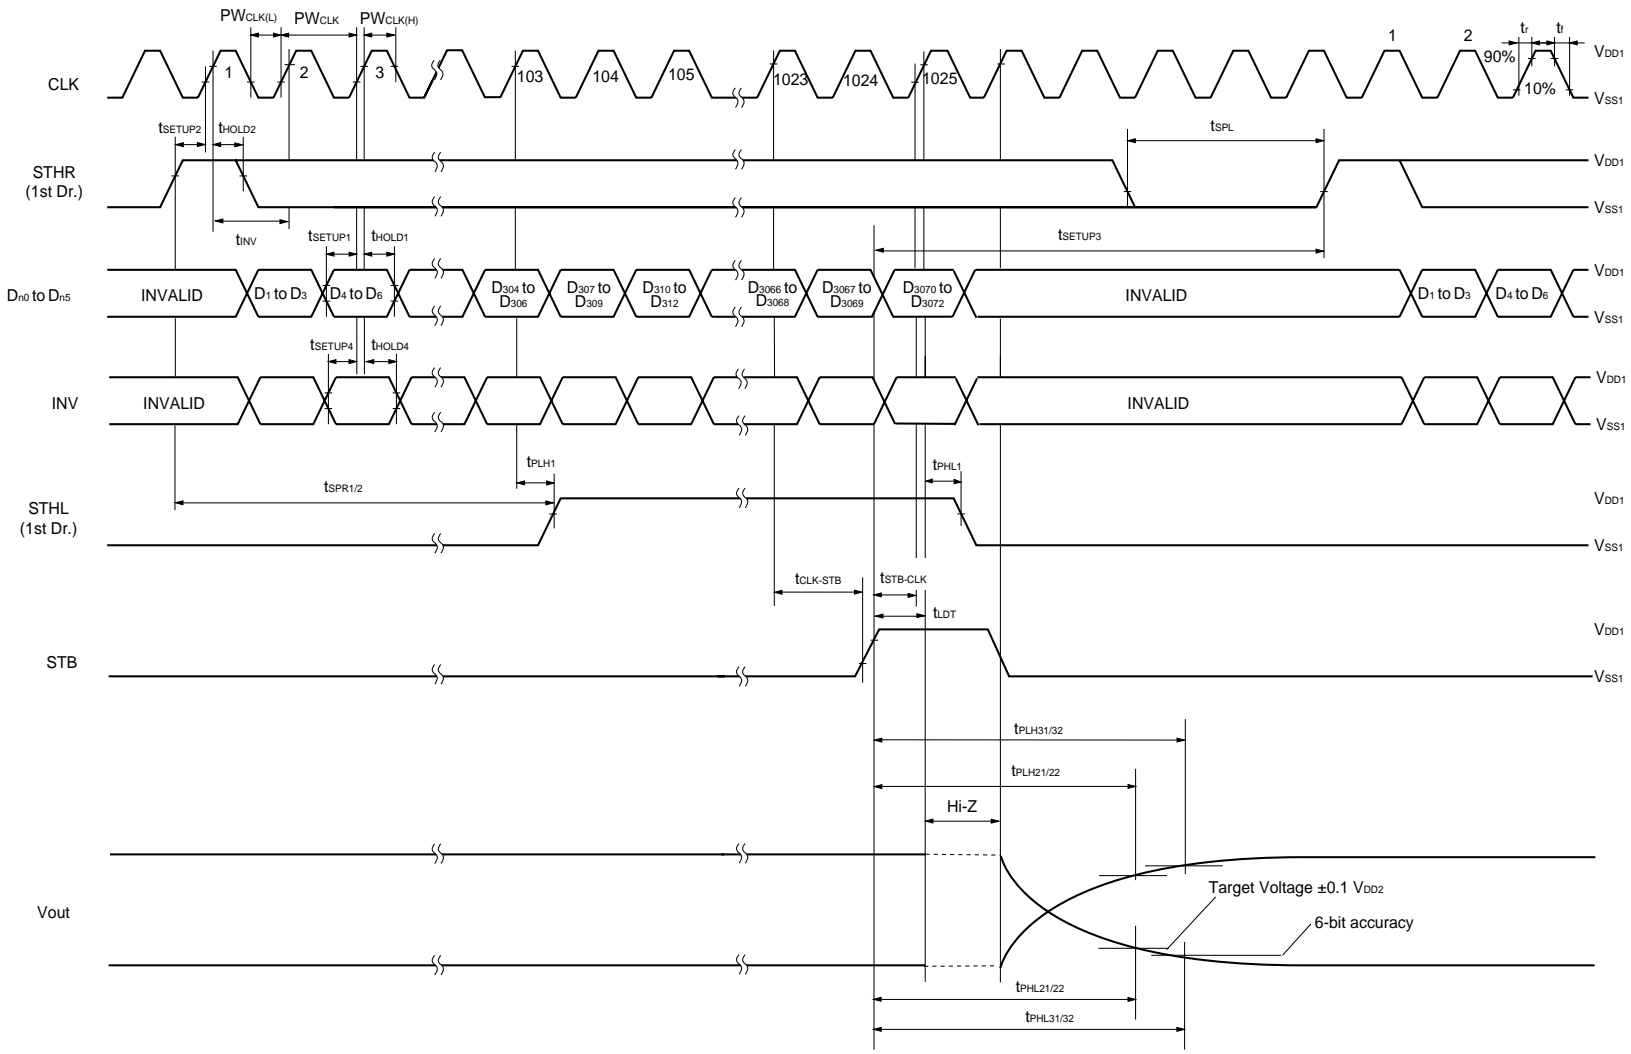 PWCLK(L) PWCLK PWCLK(H)
CLK 1 2 3 103 104 105 1023 1024 1025 1 2 90% 10% tr tf VDD1
VSS1
tSETUP2 tHOLD2 tSPL
STHR
(1st Dr.)
VDD1
VSS1
tINV tSETUP1 tHOLD1 tSETUP3
Dn0 to Dn5 INVALID D1 to D3 D4 to D6 D304 to
D306 D307 to
D309 D310 to
D312 D3066 to
D3068 D3067 to
D3069 D3070 to
D3072 INVALID D1 to D3 D4 to D6 VDD1
VSS1
tSETUP4 tHOLD4
INV INVALID INVALID VDD1
VSS1
tPLH1 tPHL1
tSPR1/2
STHL
(1st Dr.)
VDD1
VSS1
tCLK-STB tSTB-CLK
tLDT
STB VDD1
VSS1
tPLH31/32
tPLH21/22
Hi-Z
Vout
Target Voltage ±0.1 VDD2
6-bit accuracy
tPHL21/22
tPHL31/32